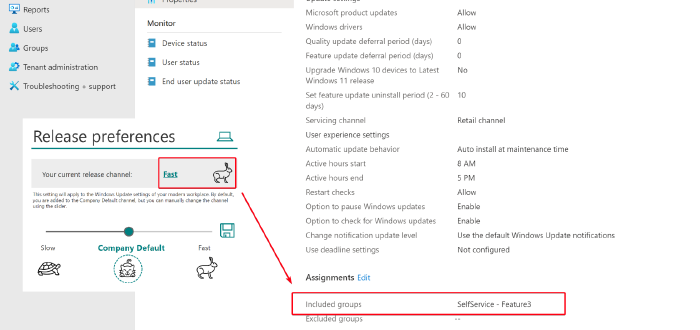 Reports
Users
Groups
Tenant administration
Troubleshooting + support
Properties
Monitor
Device status
User status
End user update status
Release preferences
Your current release channel:
Fast
This setting will apply to the Windows Update settings of your modern workplace. By default,
you are added to the Company Default channel, but you can manually change the channel
using the slider.
Slow
Company Default
Fast
Update settings
Microsoft product updates Allow
Windows drivers Allow
Quality update deferral period (days) 0
Feature update deferral period (days) 0
Upgrade Windows 10 devices to Latest No
Windows 11 release
Set feature update uninstall period (2 - 60 10
days)
Servicing channel Retail channel
User experience settings
Automatic update behavior Auto install at maintenance time
Active hours start 8 AM
Active hours end 5 PM
Restart checks Allow
Option to pause Windows updates Enable
Option to check for Windows updates Enable
Change notification update level Use the default Windows Update notifications
Use deadline settings Not configured
Assignments Edit
Included groups SelfService - Feature3
Excluded groups --